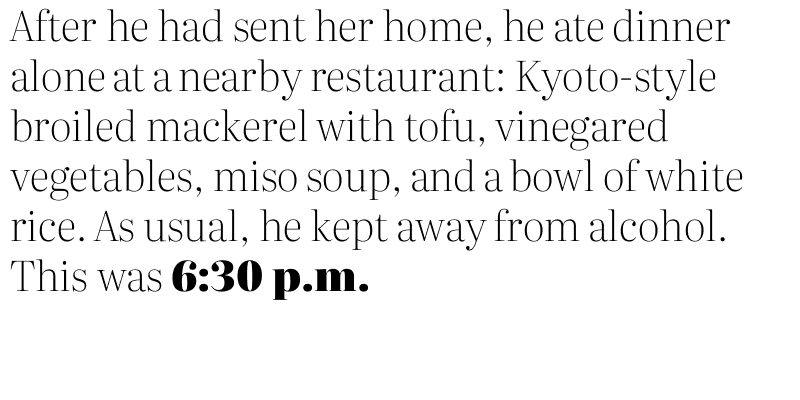 After he had sent her home, he ate dinner
alone at a nearby restaurant: Kyoto-style
broiled mackerel with tofu, vinegared
vegetables, miso soup, and a bowl of white
rice. As usual, he kept away from alcohol.
This was 6:30 p.m.